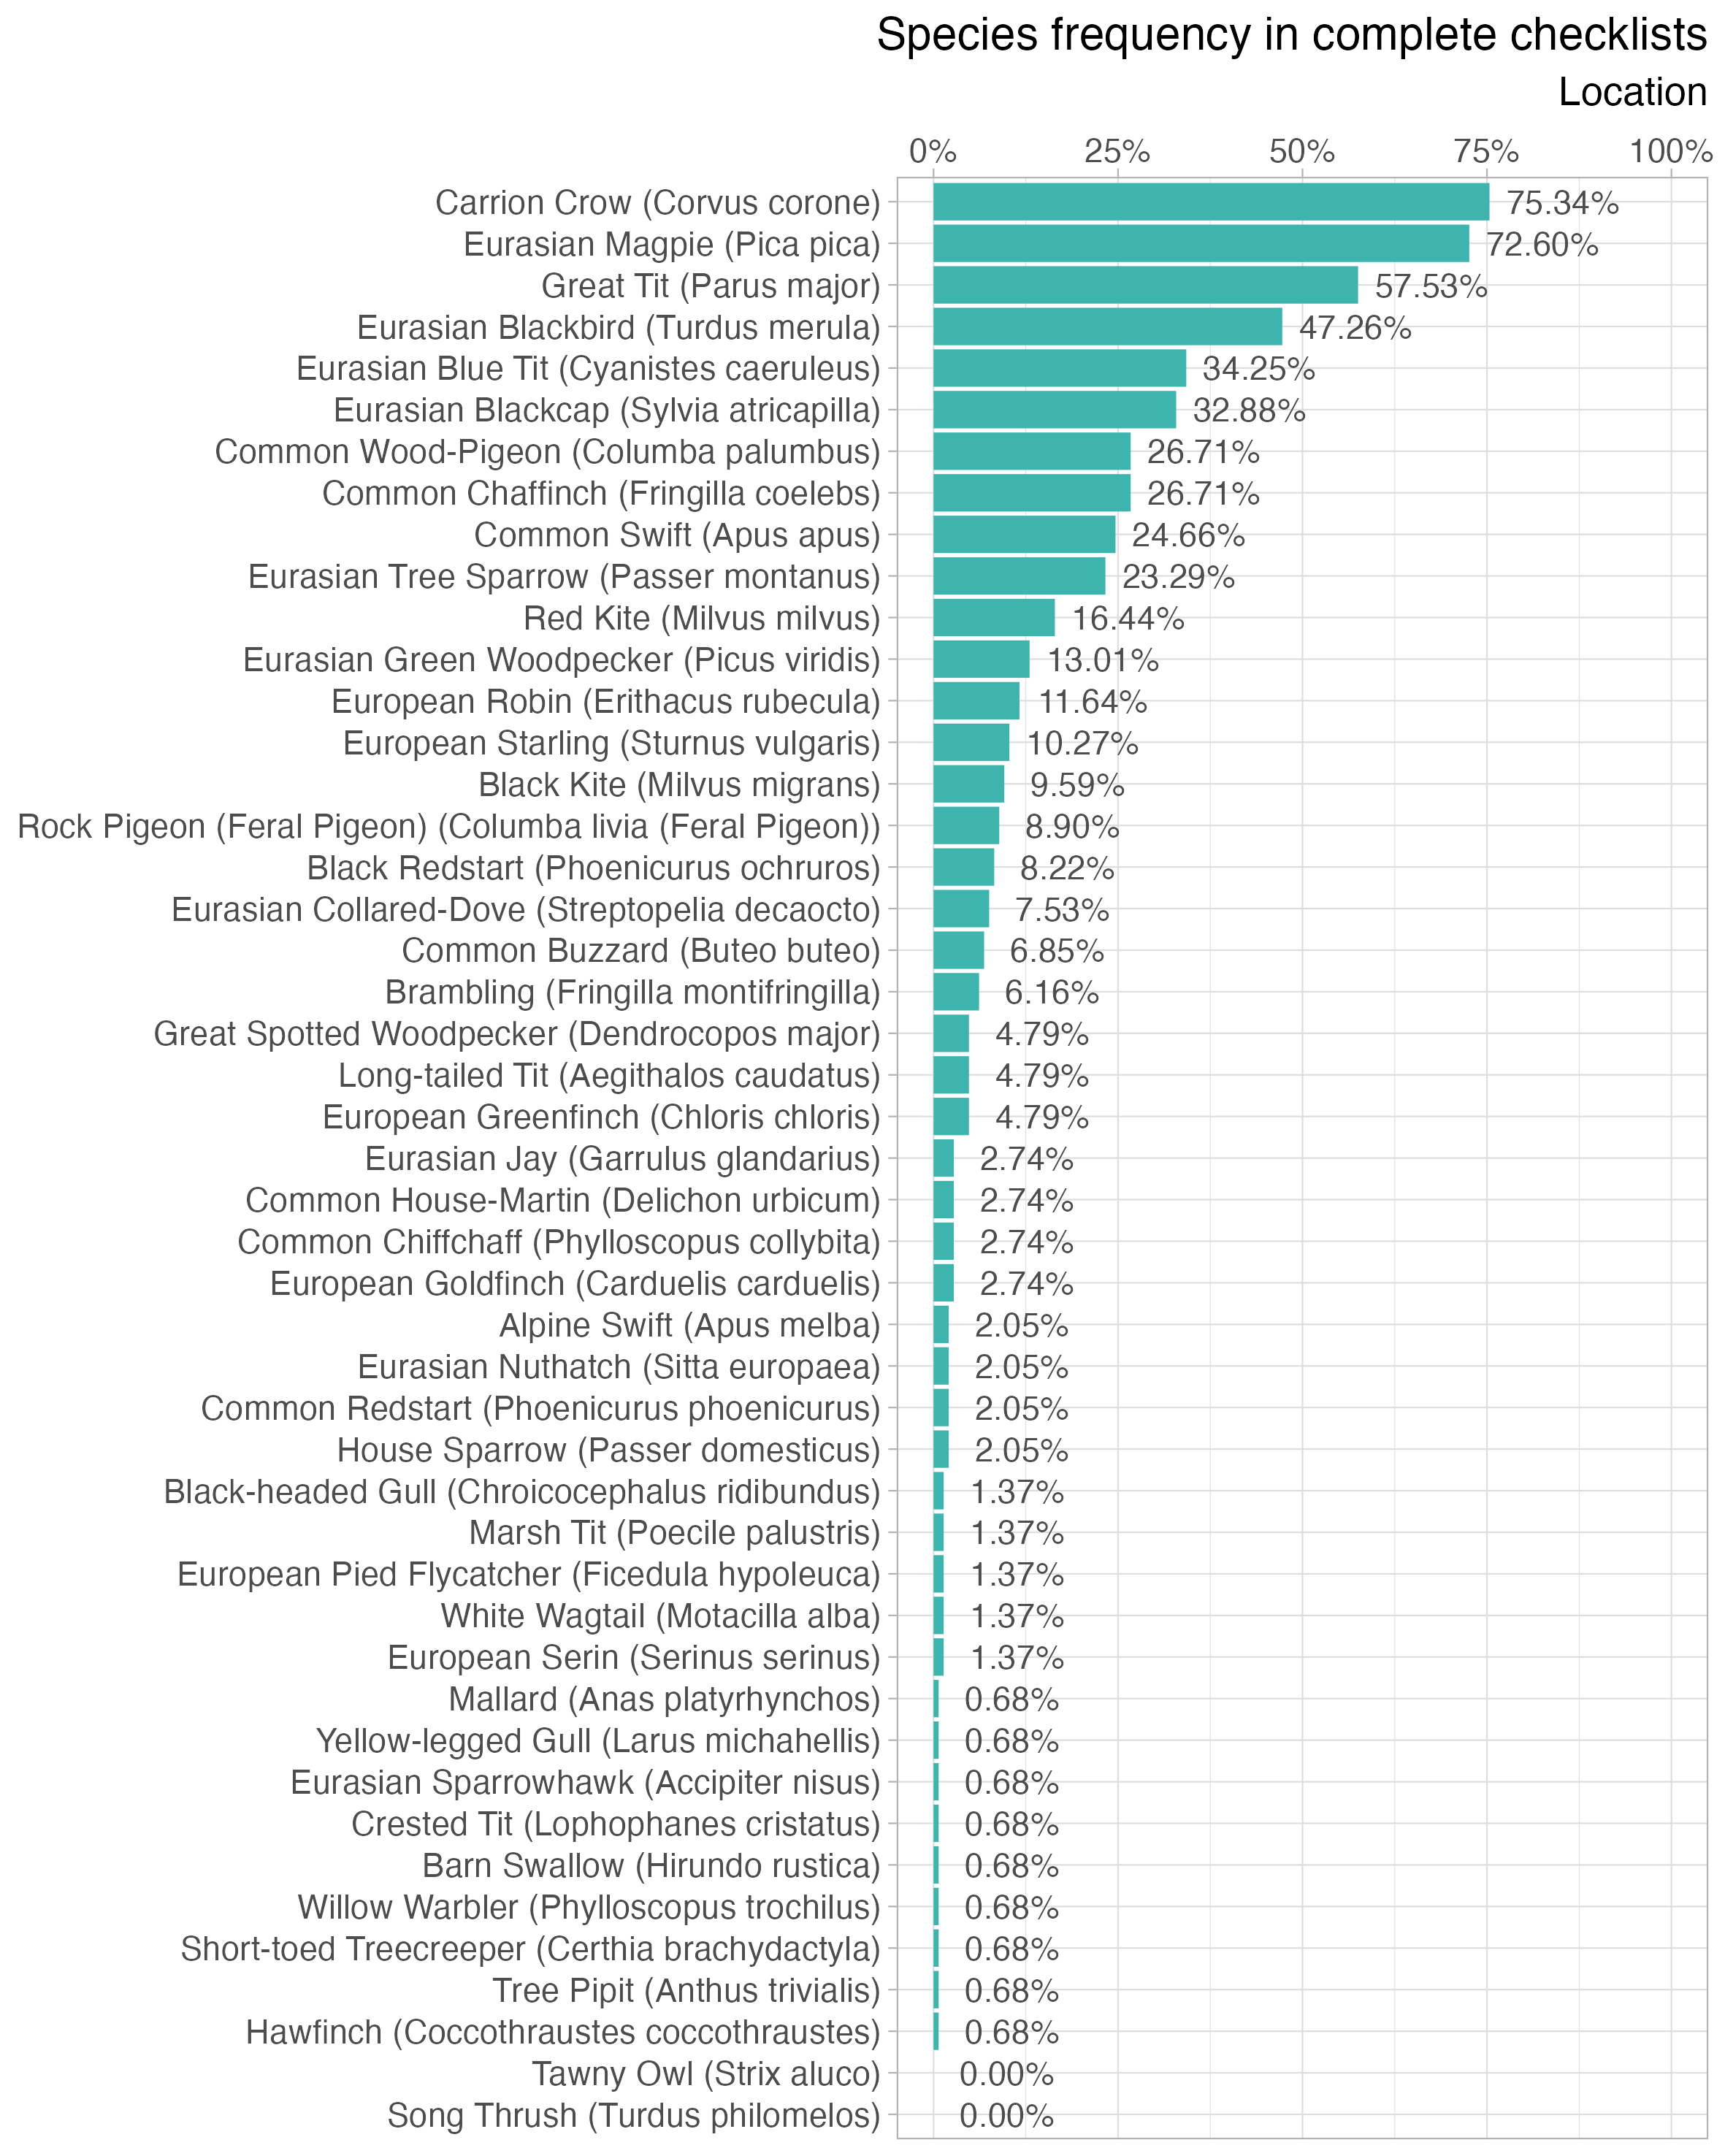 Species frequency in complete checklists
Location
0% 25% 50% 75% 100%
Carrion Crow (Corvus corone) 75.34%
Eurasian Magpie (Pica pica) 72.60%
Great Tit (Parus major) 57.53%
Eurasian Blackbird (Turdus merula) 47.26%
Eurasian Blue Tit (Cyanistes caeruleus) 34.25%
Eurasian Blackcap (Sylvia atricapilla) 32.88%
Common Wood-Pigeon (Columba palumbus) 26.71%
Common Chaffinch (Fringilla coelebs) 26.71%
Common Swift (Apus apus) 24.66%
Eurasian Tree Sparrow (Passer montanus) 23.29%
Red Kite (Milvus milvus) 16.44%
Eurasian Green Woodpecker (Picus viridis) 13.01%
European Robin (Erithacus rubecula) 11.64%
European Starling (Sturnus vulgaris) 10.27%
Black Kite (Milvus migrans) 9.59%
Rock Pigeon (Feral Pigeon) (Columba livia (Feral Pigeon)) 8.90%
Black Redstart (Phoenicurus ochruros) 8.22%
Eurasian Collared-Dove (Streptopelia decaocto) 7.53%
Common Buzzard (Buteo buteo) 6.85%
Brambling (Fringilla montifringilla) 6.16%
Great Spotted Woodpecker (Dendrocopos major) 4.79%
Long-tailed Tit (Aegithalos caudatus) 4.79%
European Greenfinch (Chloris chloris) 4.79%
Eurasian Jay (Garrulus glandarius) 2.74%
Common House-Martin (Delichon urbicum) 2.74%
Common Chiffchaff (Phylloscopus collybita) 2.74%
European Goldfinch (Carduelis carduelis) 2.74%
Alpine Swift (Apus melba) 2.05%
Eurasian Nuthatch (Sitta europaea) 2.05%
Common Redstart (Phoenicurus phoenicurus) 2.05%
House Sparrow (Passer domesticus) 2.05%
Black-headed Gull (Chroicocephalus ridibundus) 1.37%
Marsh Tit (Poecile palustris) 1.37%
European Pied Flycatcher (Ficedula hypoleuca) 1.37%
White Wagtail (Motacilla alba) 1.37%
European Serin (Serinus serinus) 1.37%
Mallard (Anas platyrhynchos) 0.68%
Yellow-legged Gull (Larus michahellis) 0.68%
Eurasian Sparrowhawk (Accipiter nisus) 0.68%
Crested Tit (Lophophanes cristatus) 0.68%
Barn Swallow (Hirundo rustica) 0.68%
Willow Warbler (Phylloscopus trochilus) 0.68%
Short-toed Treecreeper (Certhia brachydactyla) 0.68%
Tree Pipit (Anthus trivialis) 0.68%
Hawfinch (Coccothraustes coccothraustes) 0.68%
Tawny Owl (Strix aluco) 0.00%
Song Thrush (Turdus philomelos) 0.00%